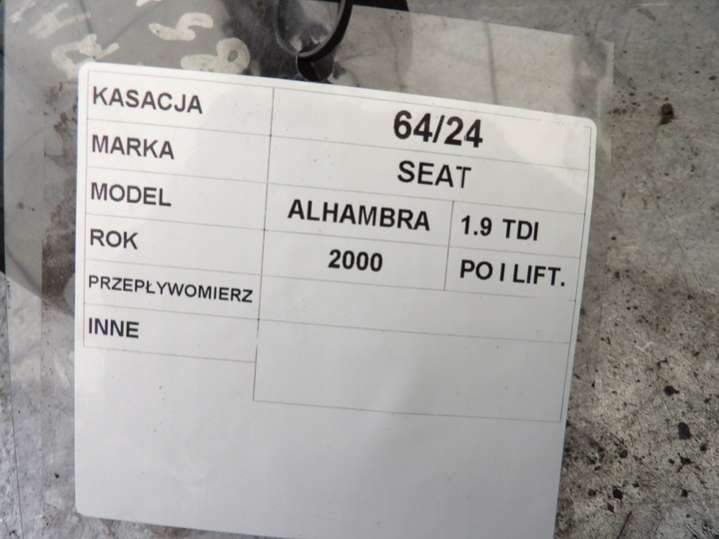 KASACJA 64/24
MARKA SEAT
MODEL ALHAMBRA 1.9 TDI
ROK 2000 PO I LIFT.
PRZEPŁYWOMIERZ
INNE